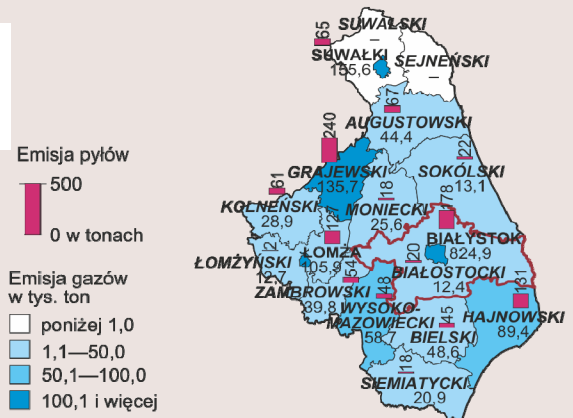 SUWALSKI
–
65
SUWAŁKI
155,6
SEJNEŃSKI
–
67
AUGUSTOWSKI
44,4
240
GRAJEWSKI
135,7
22
SOKÓLSKI
13,1
Emisja pyłów
500
0 w tonach
61
KOLNEŃSKI
28,9
18
MONIECKI
25,6
78
BIAŁYSTOK
824,9
12
ŁOMŻA
105,9
2
ŁOMŻYŃSKI
12,7
20
BIAŁOSTOCKI
12,4
54
ZAMBROWSKI
39,8
48
WYSOKO-
MAZOWIECKI
58,7
131
HAJNOWSKI
89,4
45
BIELSKI
48,6
18
SIEMIATYCKI
20,9
Emisja gazów
w tys. ton
poniżej 1,0
1,1—50,0
50,1—100,0
100,1 i więcej